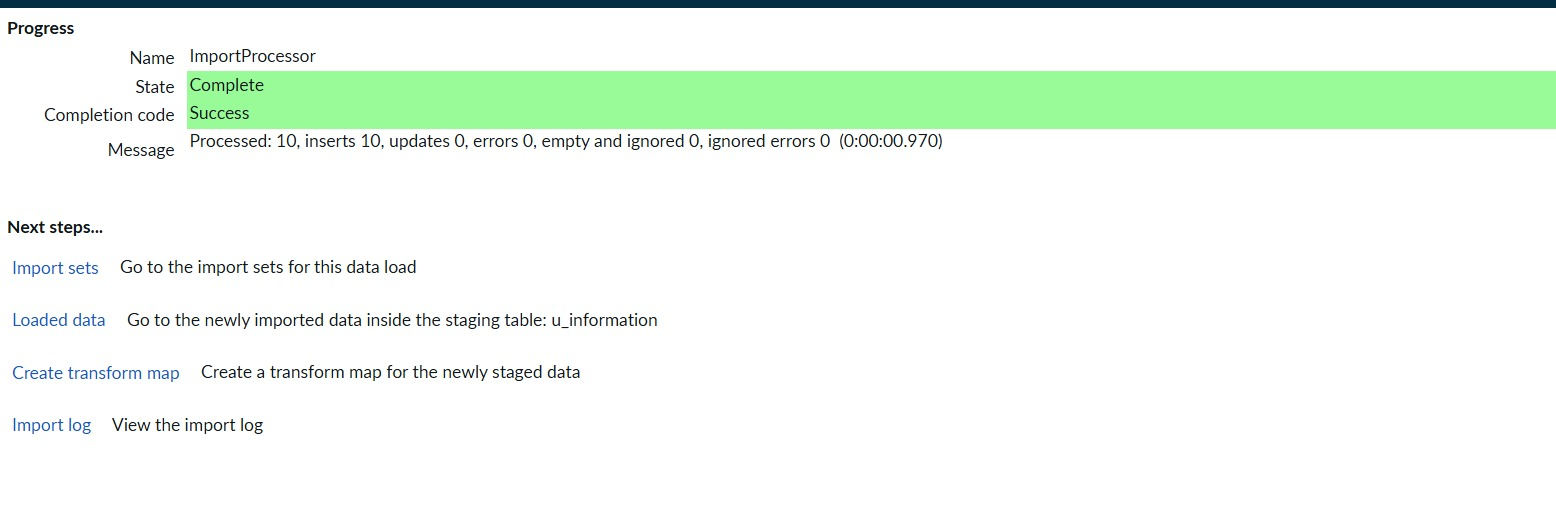 Progress
Name ImportProcessor
State Complete
Completion code Success
Message Processed: 10, inserts 10, updates 0, errors 0, empty and ignored 0, ignored errors 0 (0:00:00.970)
Next steps...
Import sets Go to the import sets for this data load
Loaded data Go to the newly imported data inside the staging table: u_information
Create transform map Create a transform map for the newly staged data
Import log View the import log